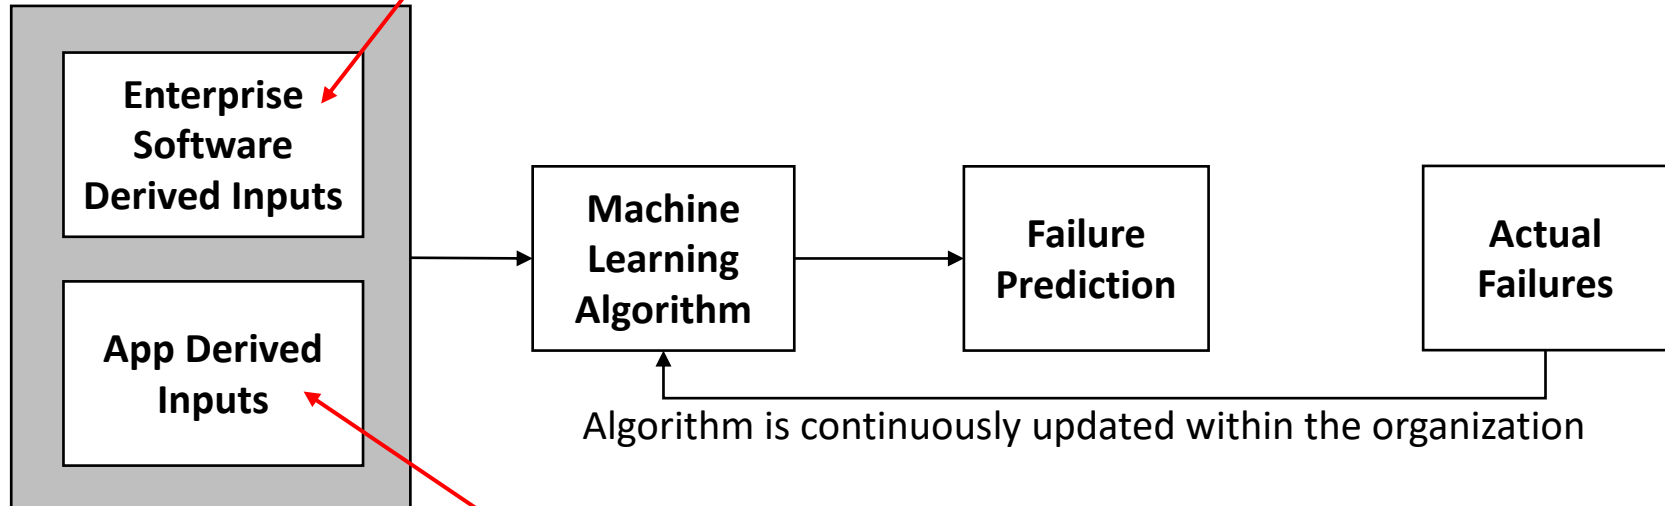 Enterprise
Software
Derived Inputs
App Derived
Inputs
Machine
Learning
Algorithm
Failure
Prediction
Actual
Failures
Algorithm is continuously updated within the organization